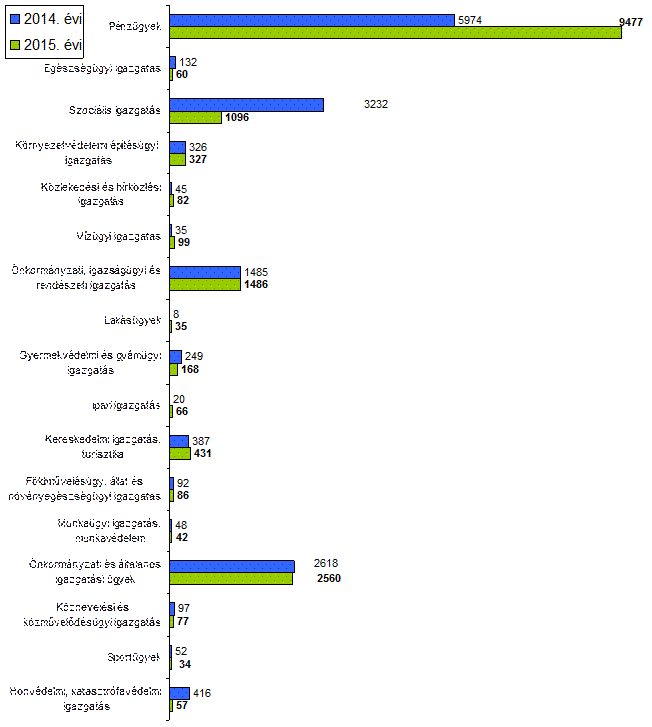 2014. évi
2015. évi
Pénzügyek
5974
9477
Egészségügyi igazgatás
132
60
Szociális igazgatás
3232
1096
Környezetvédelemi építésügyi
igazgatás
326
327
Közlekedési és hírközlési
igazgatás
45
82
Vízügyi igazgatás
35
99
Önkormányzati, igazságügyi és
rendészeti igazgatás
1485
1486
Lakásügyek
8
35
Gyermekvédelmi és gyámügyi
igazgatás
249
168
Ipari igazgatás
20
66
Kereskedelmi igazgatás,
turisztika
387
431
Földművelésügy, állat és
növényegészségügyi igazgatás
92
86
Munkaügyi igazgatás,
munkavédelem
48
42
Önkormányzati és általános
igazgatási ügyek
2618
2560
Köznevelési és
közművelődésügyi igazgatás
97
77
Sportügyek
52
34
Honvédelmi, katasztrófavédelmi
igazgatás
416
57